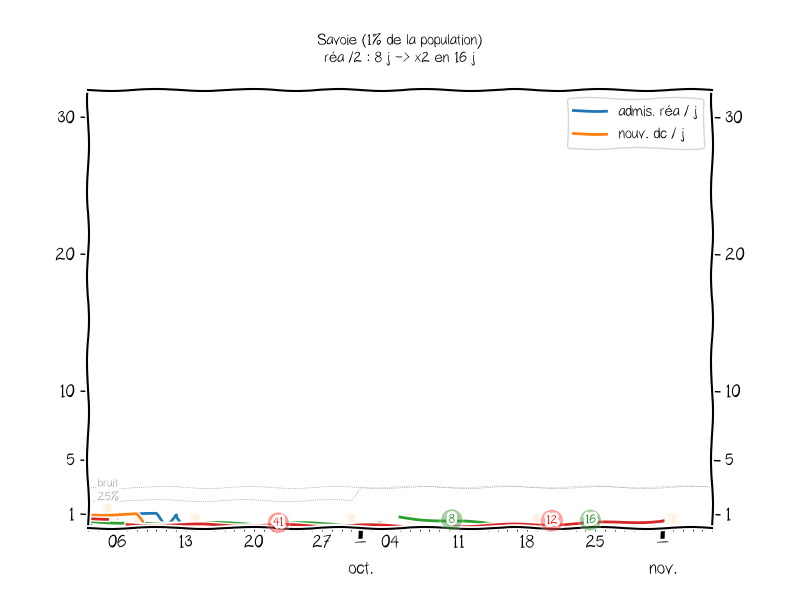 Savoie (1% de la population)
réa /2 : 8 j -> x2 en 16 j
admis. réa / j
nouv. dc / j
30 30
20 20
10 10
5 5
bruit
25%
1 1
41 8 12 16
06 13 20 27 04 11 18 25
oct. nov.